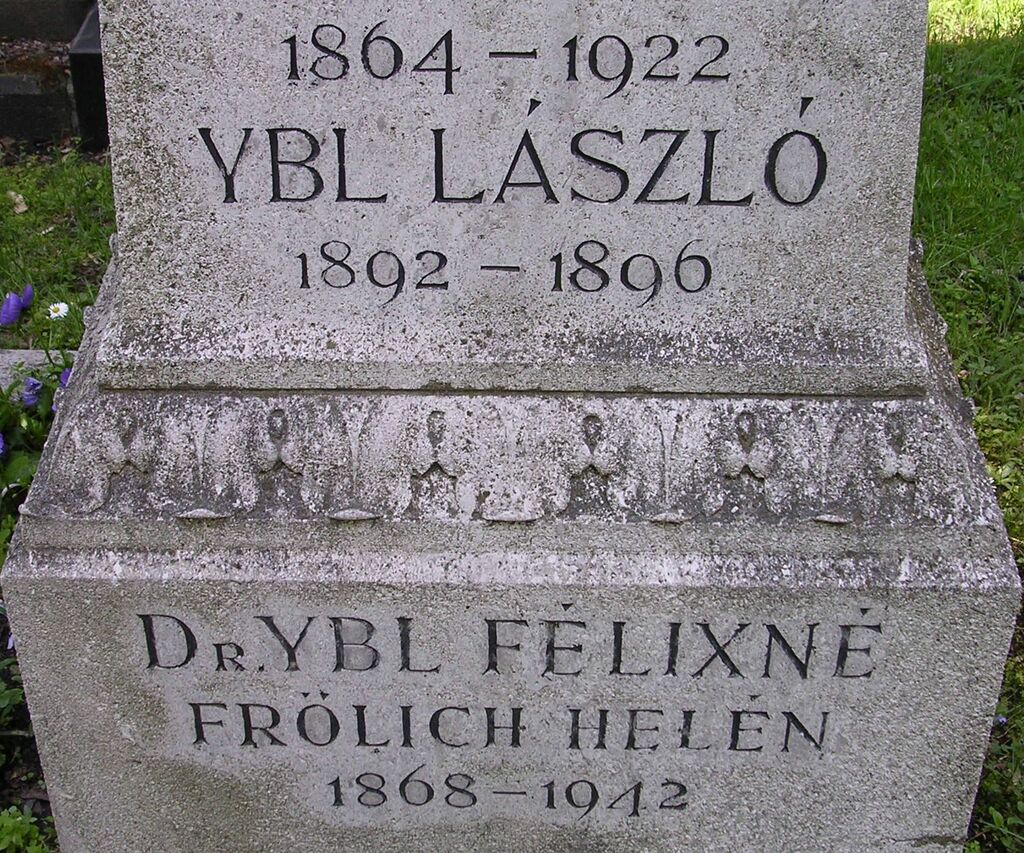 1864 – 1922
YBL LÁSZLÓ
1892 – 1896
DR. YBL FÉLIXNÉ
FRÖLICH HELÉN
1868 – 1942